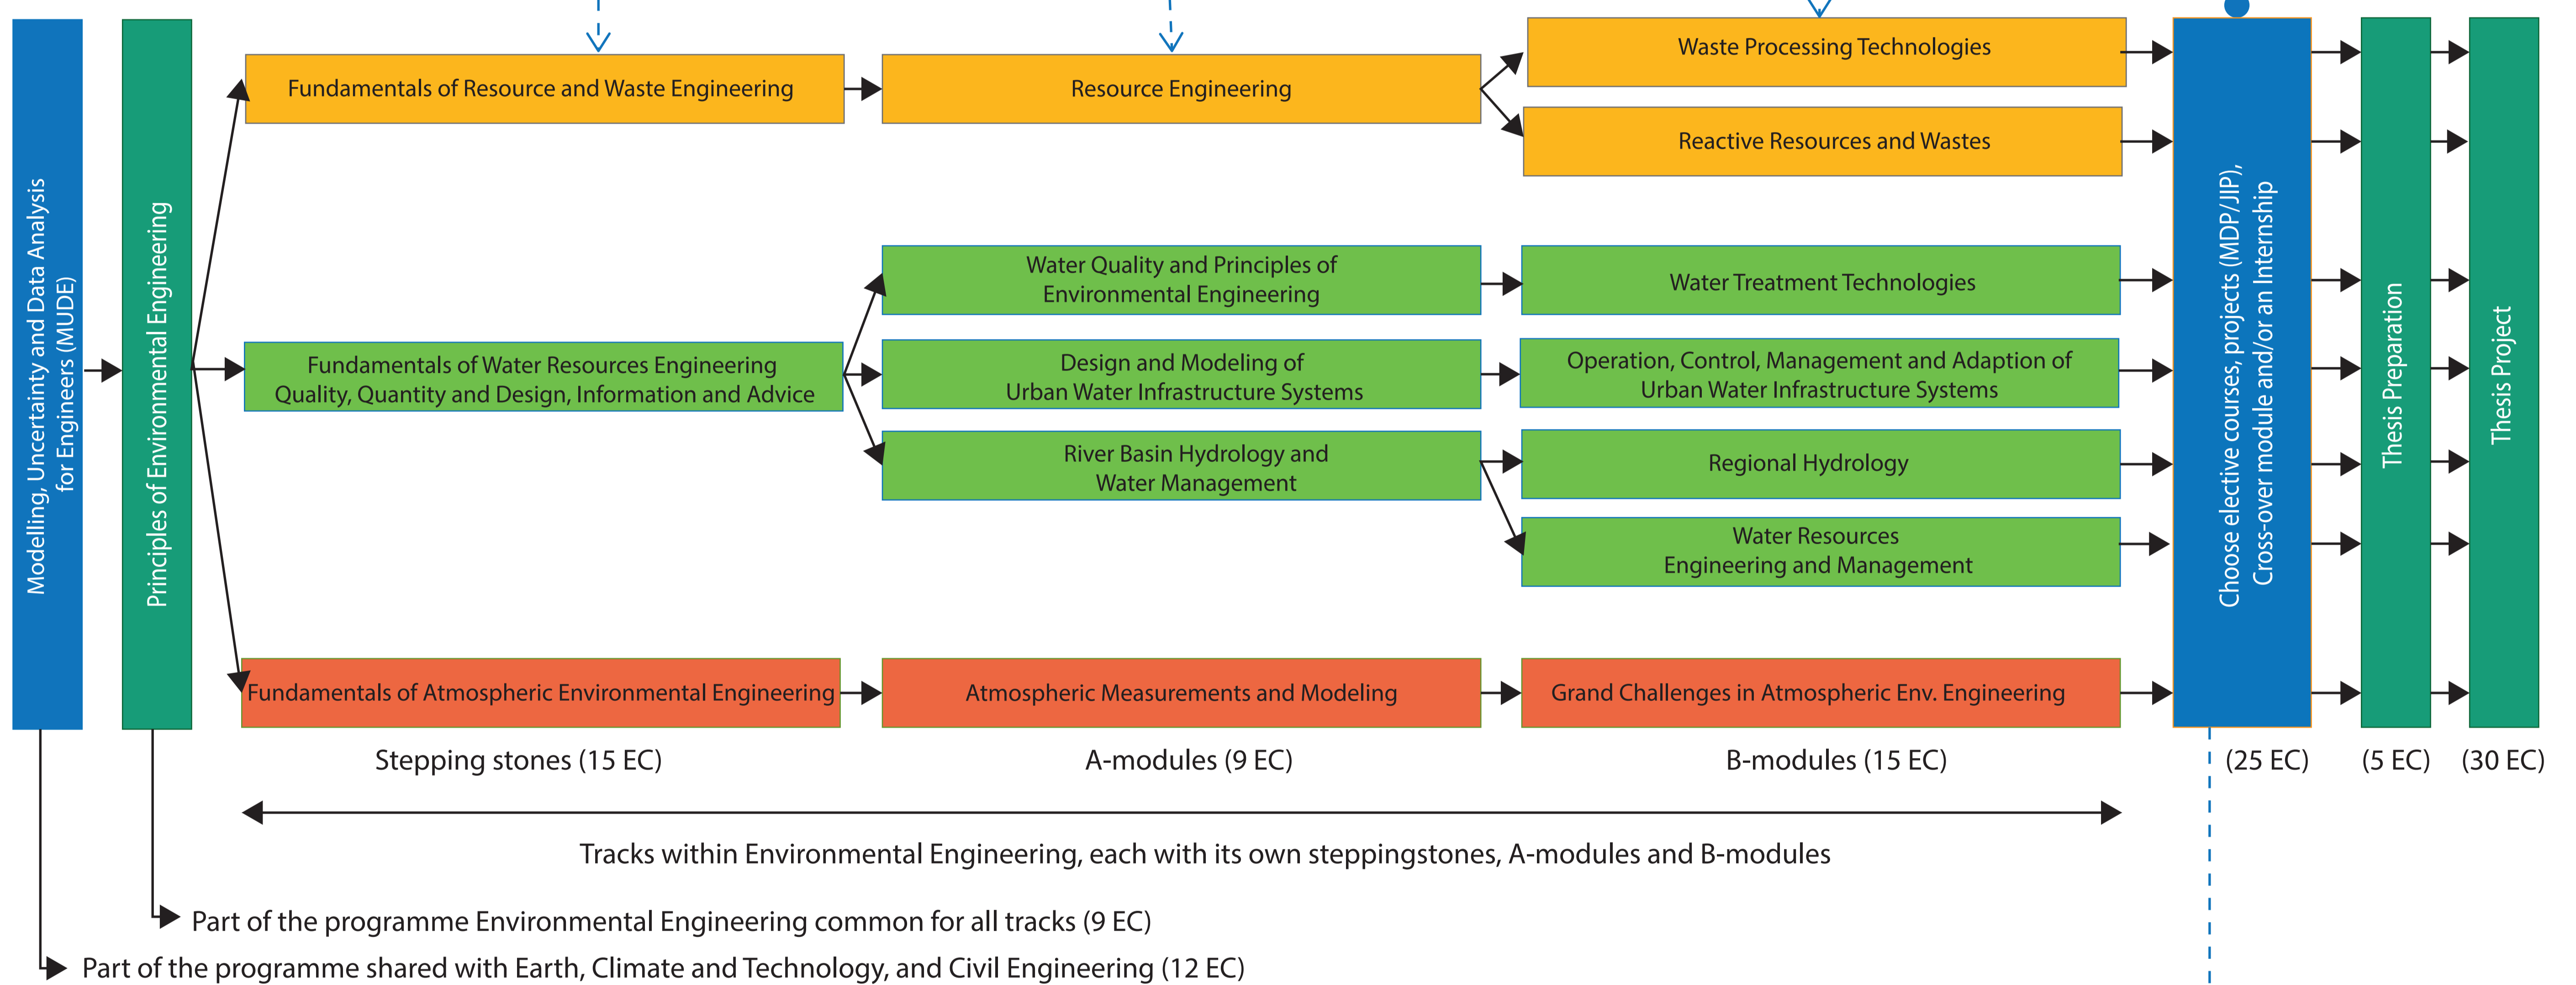 Modelling, Uncertainty and Data Analysis
for Engineers (MUDE)
Principles of Environmental Engineering
Fundamentals of Resource and Waste Engineering
Resource Engineering
Waste Processing Technologies
Reactive Resources and Wastes
Fundamentals of Water Resources Engineering
Quality, Quantity and Design, Information and Advice
Water Quality and Principles of
Environmental Engineering
Water Treatment Technologies
Design and Modeling of
Urban Water Infrastructure Systems
Operation, Control, Management and Adaption of
Urban Water Infrastructure Systems
River Basin Hydrology and
Water Management
Regional Hydrology
Water Resources
Engineering and Management
Fundamentals of Atmospheric Environmental Engineering
Atmospheric Measurements and Modeling
Grand Challenges in Atmospheric Env. Engineering
Choose elective courses, projects (MDP/JIP),
Cross-over module and/or an Internship
Thesis Preparation
Thesis Project
Stepping stones (15 EC)
A-modules (9 EC)
B-modules (15 EC)
(25 EC)
(5 EC)
(30 EC)
Tracks within Environmental Engineering, each with its own steppingstones, A-modules and B-modules
Part of the programme Environmental Engineering common for all tracks (9 EC)
Part of the programme shared with Earth, Climate and Technology, and Civil Engineering (12 EC)